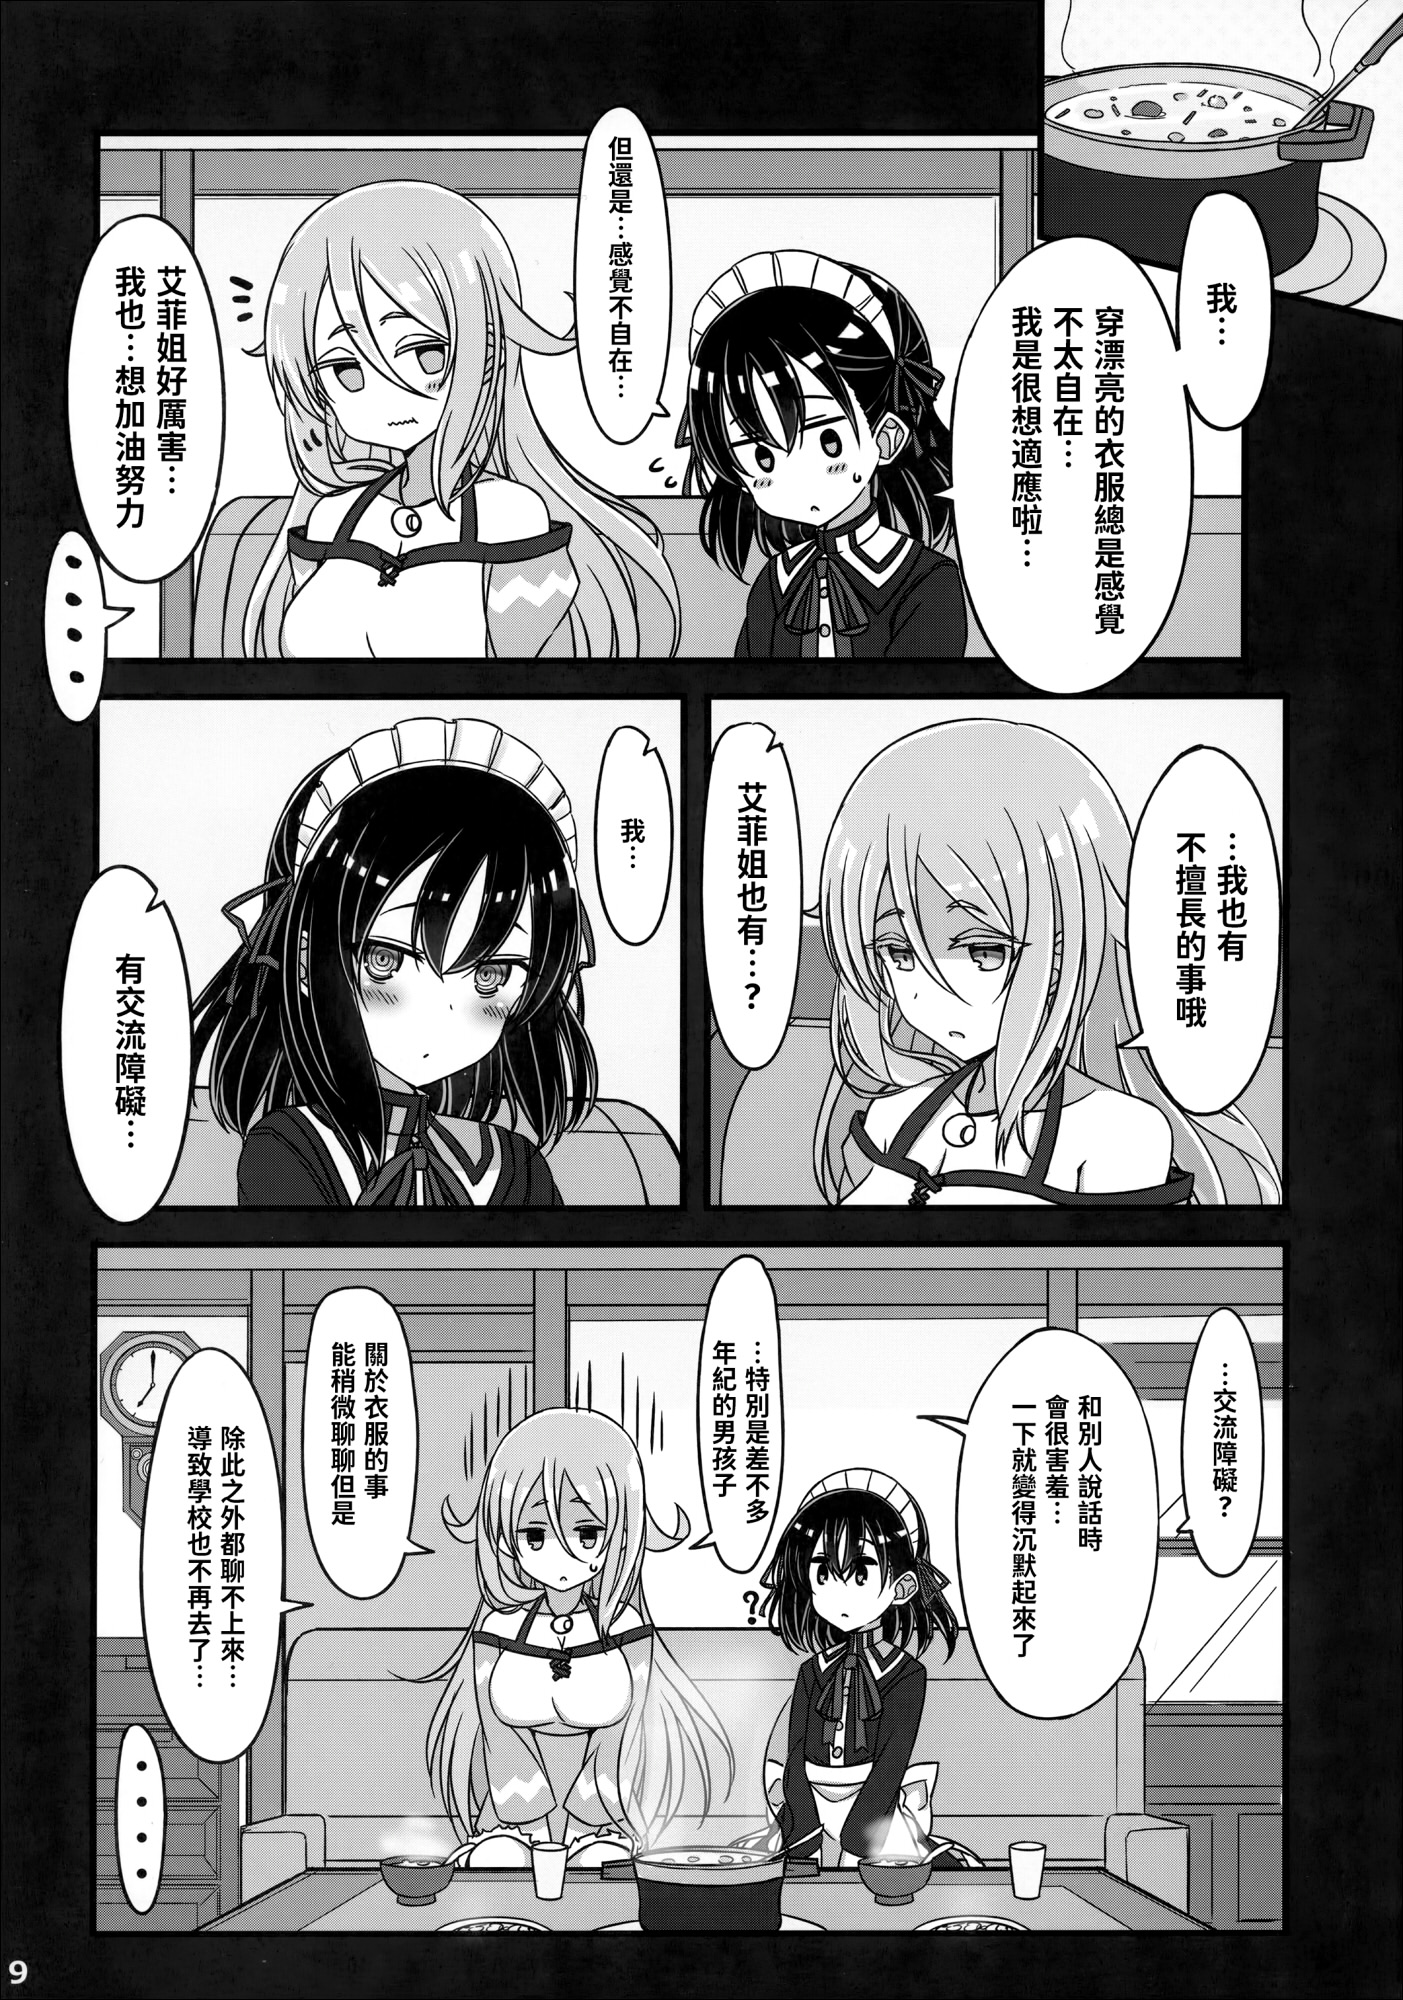 我…
穿漂亮的衣服總是感覺
不太自在…
我是很想適應啦…
但還是…感覺不自在…
艾菲姐好厲害…
我也…想加油努力
‧‧‧‧
…我也有
不擅長的事哦
艾菲姐也有…?
我…
有交流障礙…
…交流障礙?
和別人說話時
會很害羞…
一下就變得沉默起來了
…特別是差不多
年紀的男孩子
?
關於衣服的事
能稍微聊聊但是
除此之外都聊不上來…
導致學校也不再去了…
‧‧‧‧
9